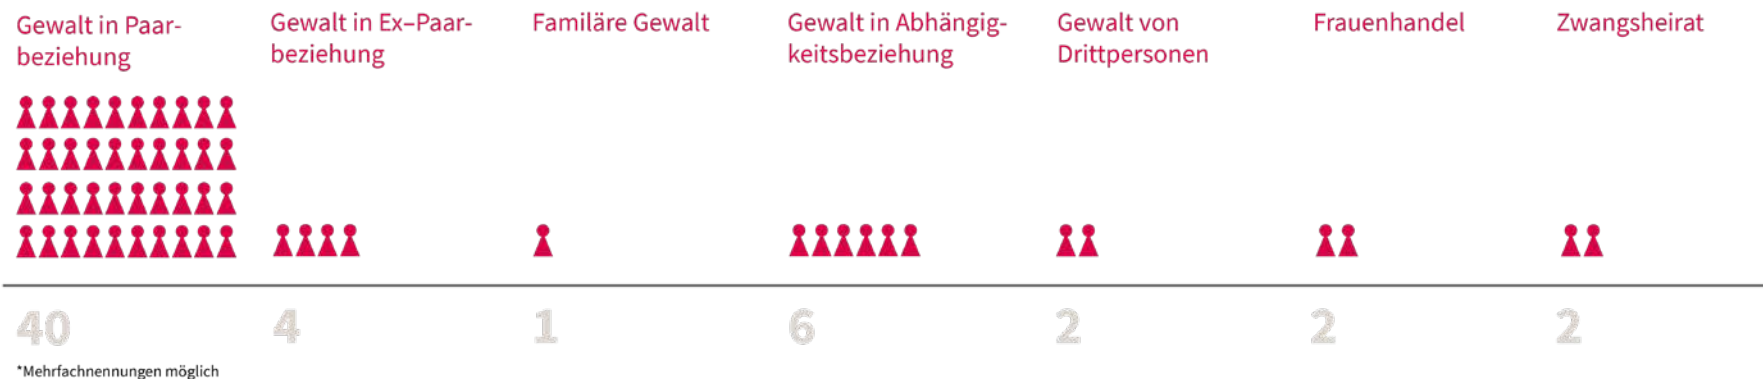 Gewalt in Paar-
beziehung
Gewalt in Ex–Paar-
beziehung
Familäre Gewalt
Gewalt in Abhängig-
keitsbeziehung
Gewalt von
Drittpersonen
Frauenhandel
Zwangsheirat
40
4
1
6
2
2
2
*Mehrfachnennungen möglich